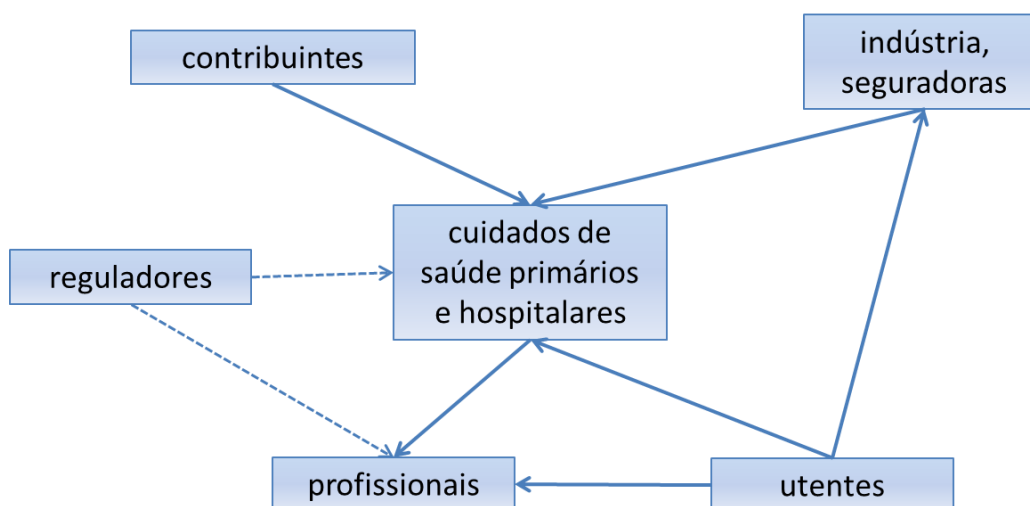 contribuintes
indústria,
seguradoras
cuidados de
saúde primários
e hospitalares
reguladores
profissionais
utentes